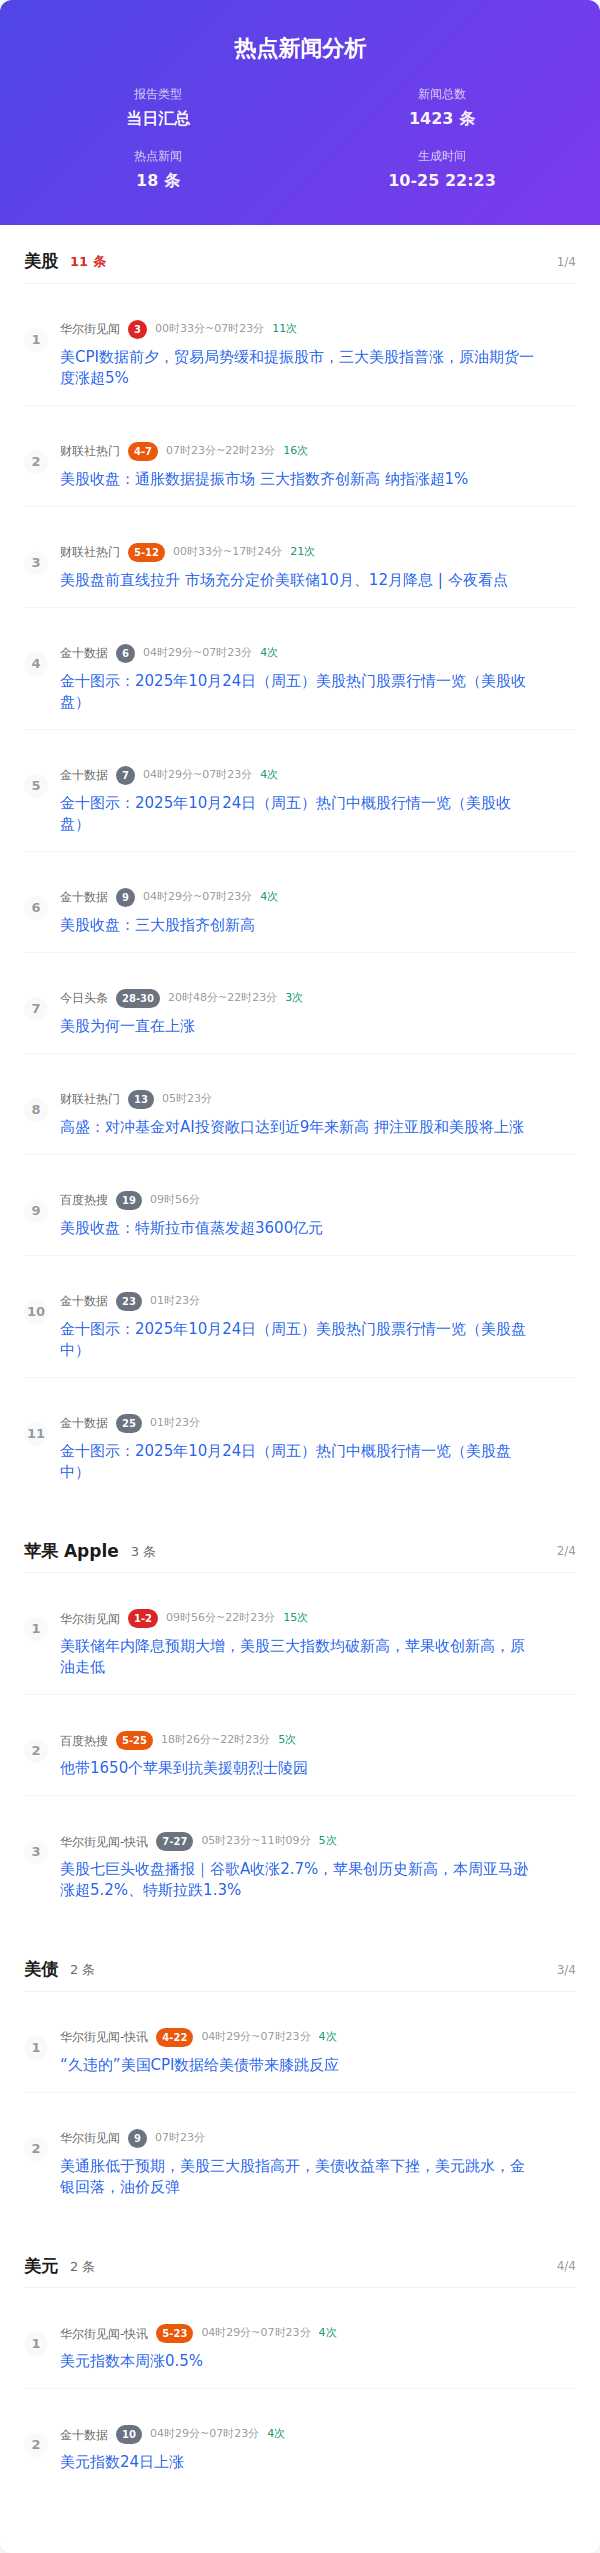 热点新闻分析
报告类型
当日汇总
新闻总数
1423 条
热点新闻
18 条
生成时间
10-25 22:23
美股 11 条 1/4
1
华尔街见闻 3 00时33分~07时23分 11次
美CPI数据前夕，贸易局势缓和提振股市，三大美股指普涨，原油期货一
度涨超5%
2
财联社热门 4-7 07时23分~22时23分 16次
美股收盘：通胀数据提振市场 三大指数齐创新高 纳指涨超1%
3
财联社热门 5-12 00时33分~17时24分 21次
美股盘前直线拉升 市场充分定价美联储10月、12月降息 | 今夜看点
4
金十数据 6 04时29分~07时23分 4次
金十图示：2025年10月24日（周五）美股热门股票行情一览（美股收
盘）
5
金十数据 7 04时29分~07时23分 4次
金十图示：2025年10月24日（周五）热门中概股行情一览（美股收
盘）
6
金十数据 9 04时29分~07时23分 4次
美股收盘：三大股指齐创新高
7
今日头条 28-30 20时48分~22时23分 3次
美股为何一直在上涨
8
财联社热门 13 05时23分
高盛：对冲基金对AI投资敞口达到近9年来新高 押注亚股和美股将上涨
9
百度热搜 19 09时56分
美股收盘：特斯拉市值蒸发超3600亿元
10
金十数据 23 01时23分
金十图示：2025年10月24日（周五）美股热门股票行情一览（美股盘
中）
11
金十数据 25 01时23分
金十图示：2025年10月24日（周五）热门中概股行情一览（美股盘
中）
苹果 Apple 3 条 2/4
1
华尔街见闻 1-2 09时56分~22时23分 15次
美联储年内降息预期大增，美股三大指数均破新高，苹果收创新高，原
油走低
2
百度热搜 5-25 18时26分~22时23分 5次
他带1650个苹果到抗美援朝烈士陵园
3
华尔街见闻-快讯 7-27 05时23分~11时09分 5次
美股七巨头收盘播报｜谷歌A收涨2.7%，苹果创历史新高，本周亚马逊
涨超5.2%、特斯拉跌1.3%
美债 2 条 3/4
1
华尔街见闻-快讯 4-22 04时29分~07时23分 4次
“久违的”美国CPI数据给美债带来膝跳反应
2
华尔街见闻 9 07时23分
美通胀低于预期，美股三大股指高开，美债收益率下挫，美元跳水，金
银回落，油价反弹
美元 2 条 4/4
1
华尔街见闻-快讯 5-23 04时29分~07时23分 4次
美元指数本周涨0.5%
2
金十数据 10 04时29分~07时23分 4次
美元指数24日上涨